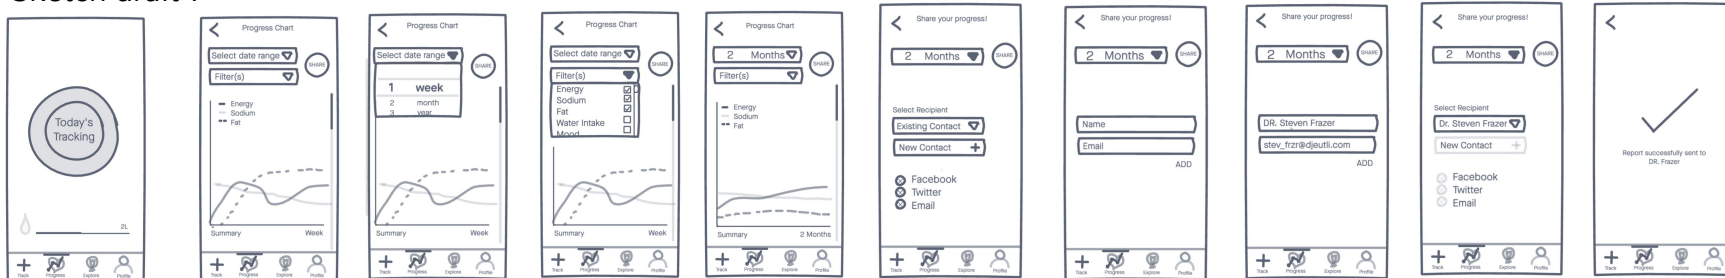 Today's
Tracking
2L
Track Progress Explore Profile
Progress Chart
Select date range
SHARE
Filter(s)
Energy
Sodium
Fat
Summary Week
Track Progress Explore Profile
Progress Chart
Select date range
SHARE
1 week
2 month
3 year
Summary Week
Track Progress Explore Profile
Progress Chart
Select date range
SHARE
Filter(s)
Energy
Sodium
Fat
Water Intake
Mood
Summary Week
Track Progress Explore Profile
Progress Chart
2 Months
SHARE
Filter(s)
Energy
Sodium
Fat
Summary 2 Months
Track Progress Explore Profile
Share your progress!
2 Months
SHARE
Select Recipient
Existing Contact
New Contact +
Facebook
Twitter
Email
Track Progress Explore Profile
Share your progress!
2 Months
SHARE
Name
Email
ADD
Track Progress Explore Profile
Share your progress!
2 Months
SHARE
DR. Steven Frazer
stev_frzr@djeutli.com
ADD
Track Progress Explore Profile
Share your progress!
2 Months
SHARE
Select Recipient
Dr. Steven Frazer
New Contact +
Facebook
Twitter
Email
Track Progress Explore Profile
Report successfully sent to
DR. Frazer
Track Progress Explore Profile